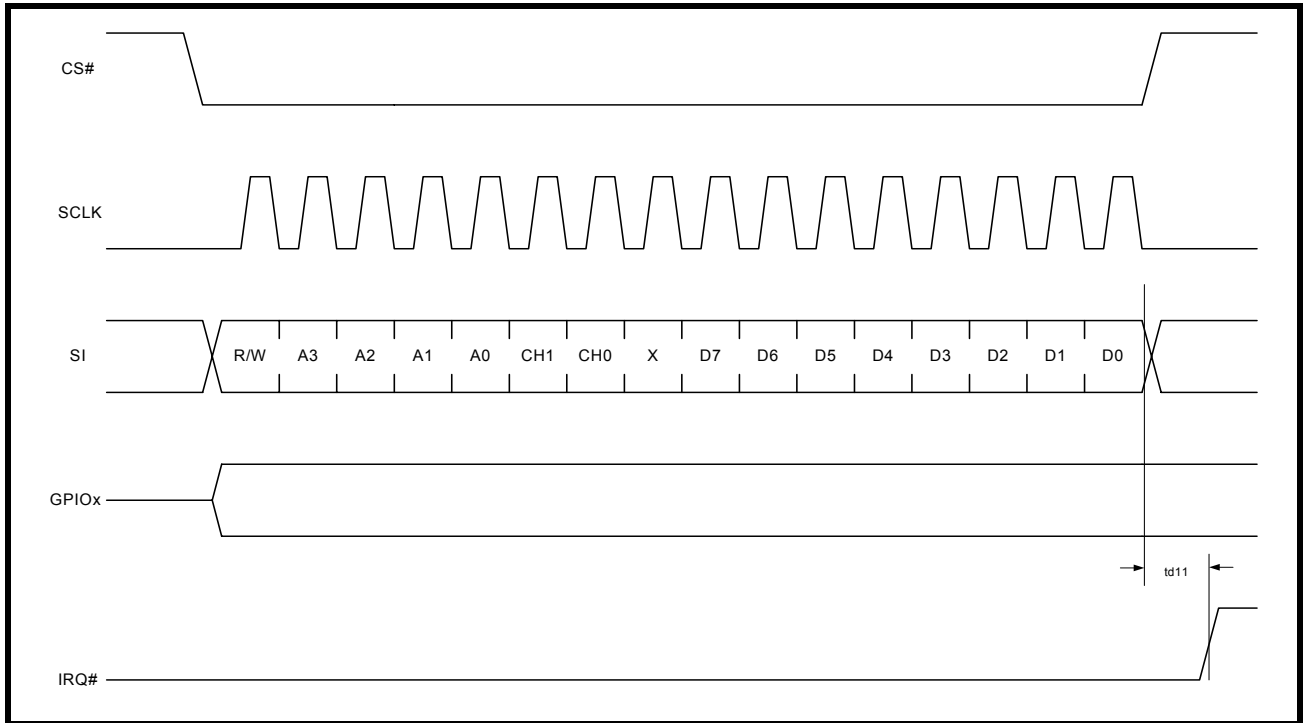 CS#
SCLK
SI R/W A3 A2 A1 A0 CH1 CH0 X D7 D6 D5 D4 D3 D2 D1 D0
GPIOx
td11
IRQ#